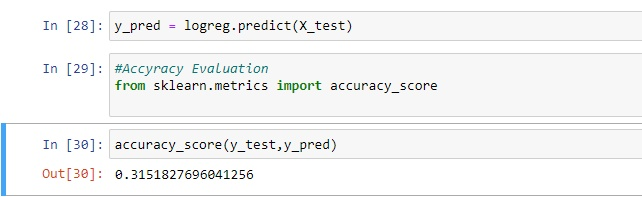 In [28]: y_pred = logreg.predict(X_test)
In [29]: #Accyracy Evaluation
from sklearn.metrics import accuracy_score
In [30]: accuracy_score(y_test,y_pred)
Out[30]: 0.3151827696041256